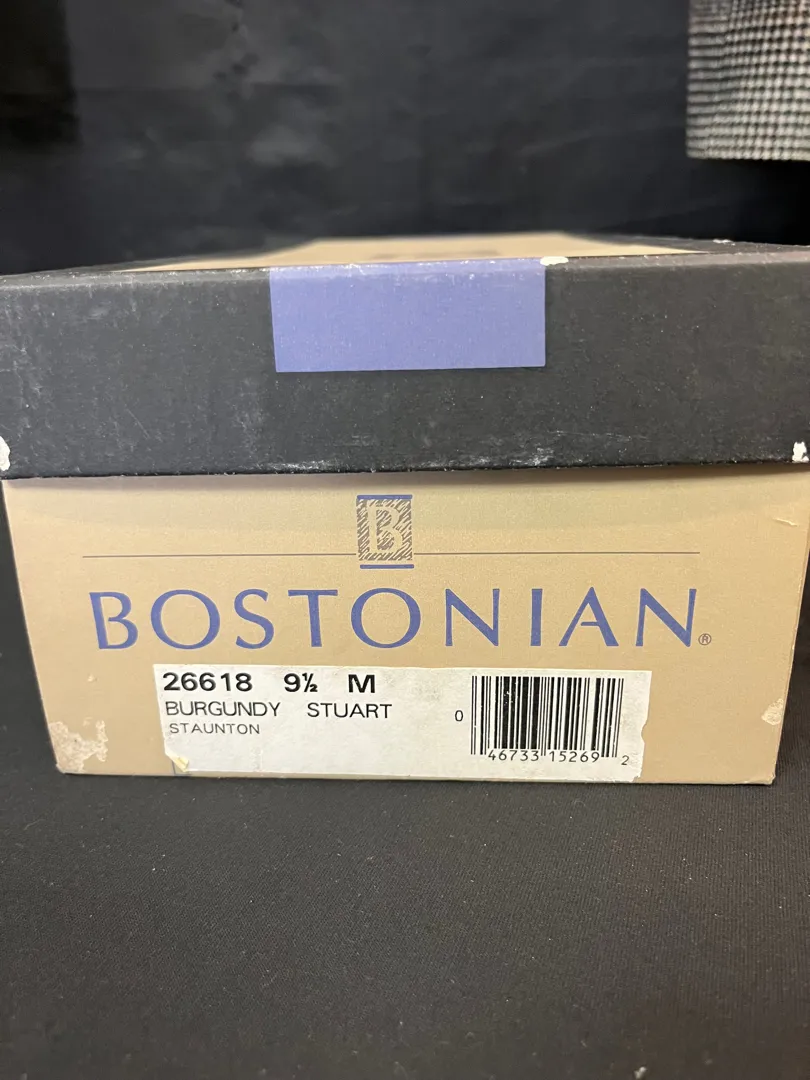 B
BOSTONIAN®
26618 9½ M
BURGUNDY STUART
STAUNTON
0 46733 15269 2